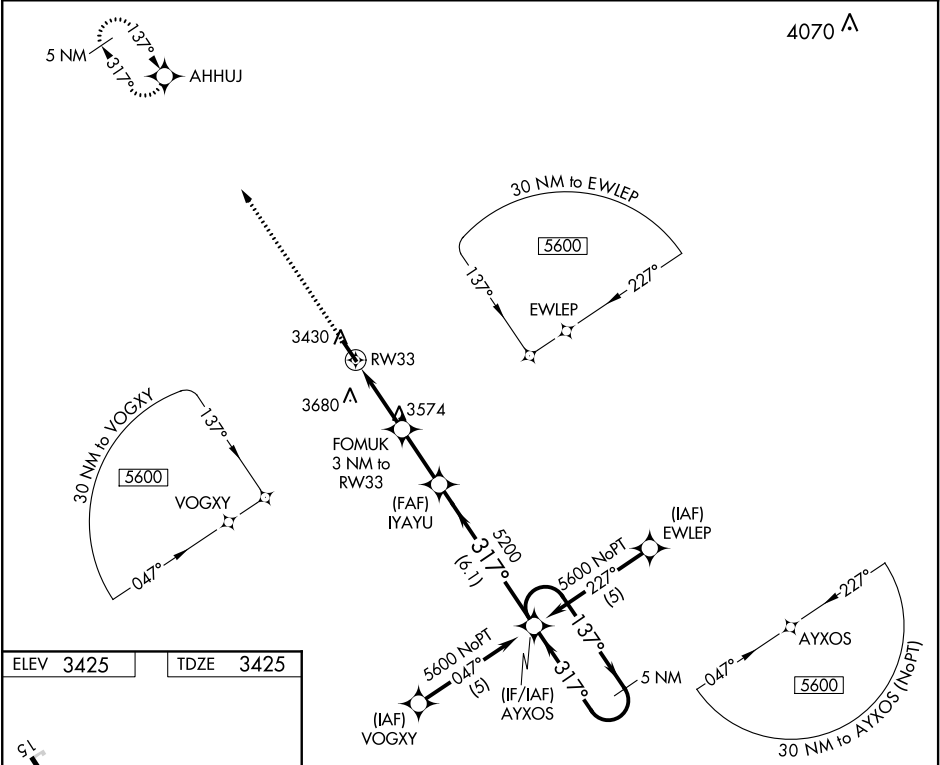 4070
5 NM
137°
317°
AHHUJ
30 NM to EWLEP
5600
137°
227°
EWLEP
3430
RW33
3680
3574
FOMUK
3 NM to
RW33
30 NM to VOGXY
137°
5600
VOGXY
047°
(FAF)
IYAYU
5200
317°
(6.1)
(IAF)
EWLEP
5600 NoPT
227°
(5)
137°
317°
5 NM
5600 NoPT
047°
(5)
(IF/IAF)
AYXOS
(IAF)
VOGXY
227°
AYXOS
047°
5600
30 NM to AYXOS (NoPT)
ELEV 3425
TDZE 3425
15